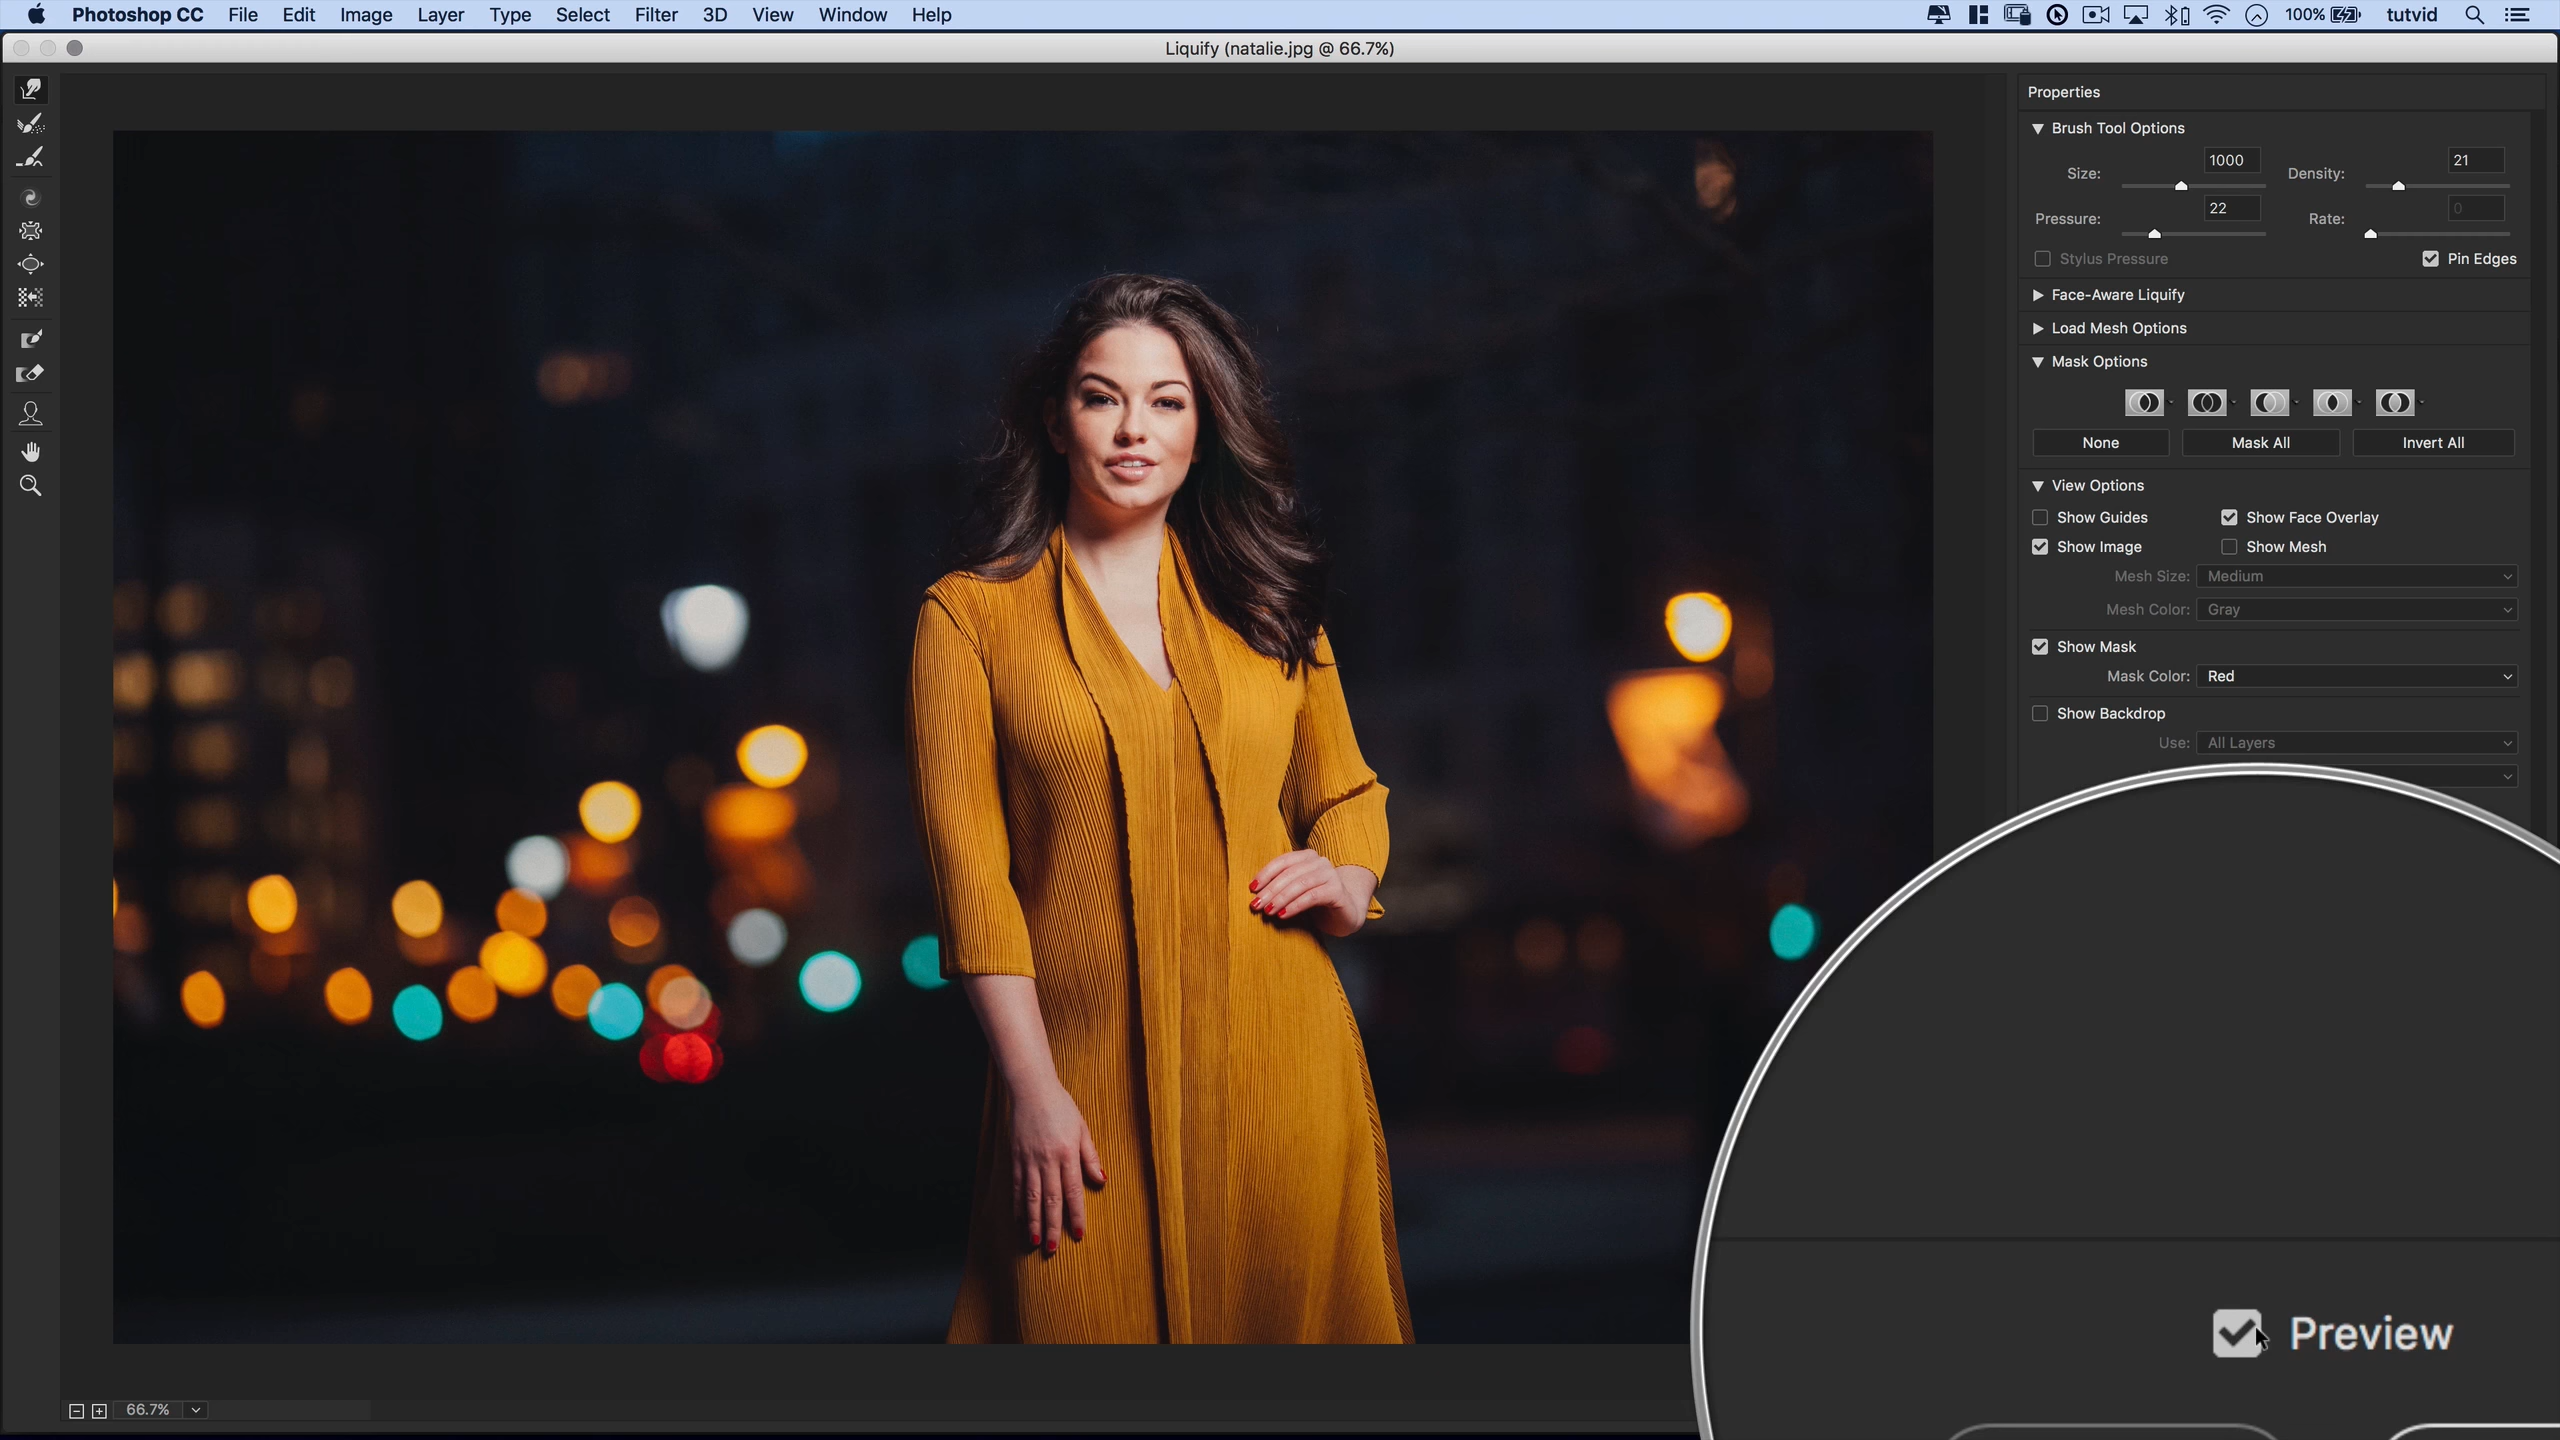 Photoshop CC File Edit Image Layer Type Select Filter 3D View Window Help 100% tutvid
Liquify (natalie.jpg @ 66.7%)
Properties
Brush Tool Options
Size: 1000 Density: 21
Pressure: 22 Rate: 0
Stylus Pressure Pin Edges
Face-Aware Liquify
Load Mesh Options
Mask Options
None Mask All Invert All
View Options
Show Guides Show Face Overlay
Show Image Show Mesh
Mesh Size: Medium
Mesh Color: Gray
Show Mask
Mask Color: Red
Show Backdrop
Use: All Layers
Preview
66.7%